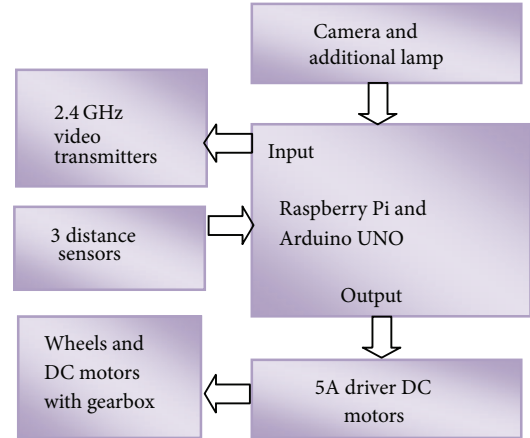 Camera and
additional lamp
2.4 GHz
video
transmitters
Input
Raspberry Pi and
Arduino UNO
Output
3 distance
sensors
Wheels and
DC motors
with gearbox
5A driver DC
motors